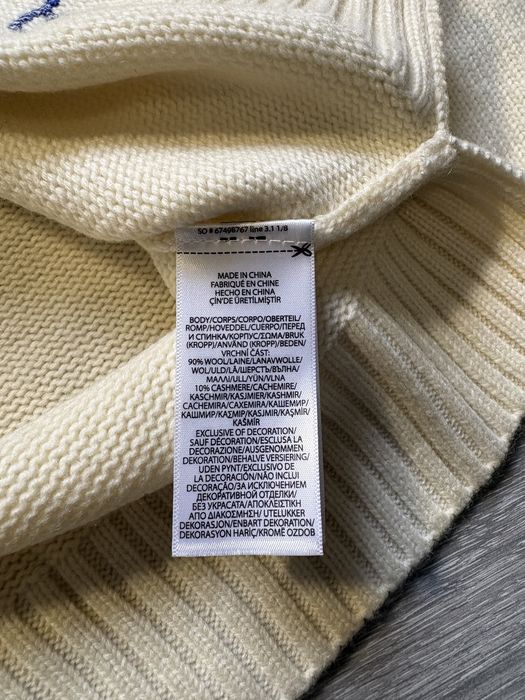 SO # 67498767 line 3.1 1/8
MADE IN CHINA
FABRIQUÉ EN CHINE
HECHO EN CHINA
ÇİN'DE ÜRETİLMİŞTİR
BODY/CORPS/CORPO/OBERTEIL/
ROMP/HOVEDDEL/CUERPO/ПЕРЕД
И СПИНКА/КОРПУС/ΣΩΜΑ/BRUK
(KROPP)/ANVÄND (KROPP)/BEDEN/
VRCHNÍ ČÁST:
90% WOOL/LAINE/LANAVWOLLE/
WOL/ULD/LÃ/ШЕРСТЬ/ВЪЛНА/
ΜΑΛΛΙ/ULL/YÜN/VLNA
10% CASHMERE/CACHEMIRE/
KASCHMIR/KASJMIER/KASHMIR/
CACHEMIRA/CAXEMIRA/КАШЕМИР/
КАШМИР/ΚΑΣΜΙΡ/KASJMIR/KAŞMİR/
KAŠMÍR
EXCLUSIVE OF DECORATION/
SAUF DÉCORATION/ESCLUSA LA
DECORAZIONE/AUSGENOMMEN
DEKORATION/BEHALVE VERSIERING/
UDEN PYNT/EXCLUSIVO DE
LA DECORACIÓN/NÃO INCLUI
DECORAÇÃO/ЗА ИСКЛЮЧЕНИЕМ
ДЕКОРАТИВНОЙ ОТДЕЛКИ/
БЕЗ УКРАСАТА/ΑΠΟΚΛΕΙΣΤΙΚΗ
ΑΠΟ ΔΙΑΚΟΣΜΗΣΗ/ UTELUKKER
DEKORASJON/ENBART DEKORATION/
DEKORASYON HARİÇ/KROMĚ OZDOB